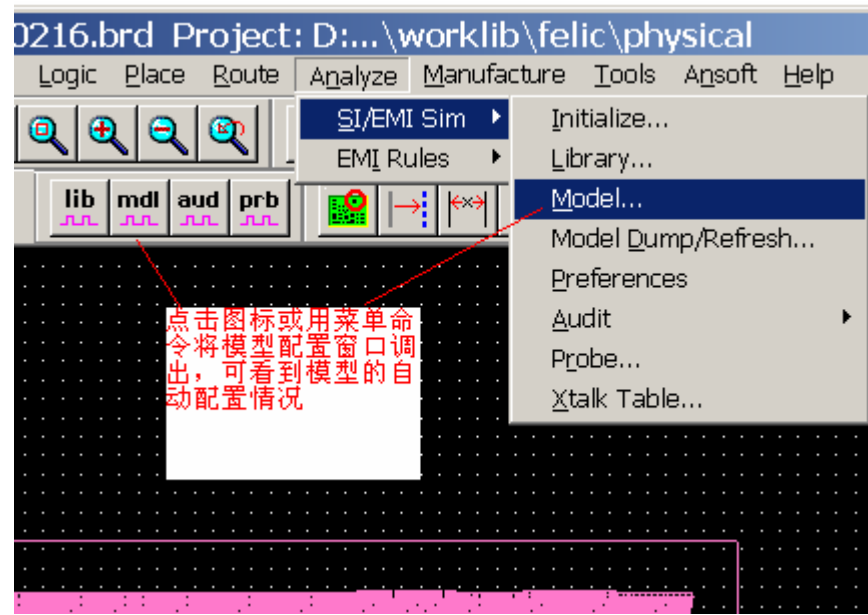 0216.brd Project: D:...\worklib\felic\physical
Logic Place Route Analyze Manufacture Tools Ansoft Help
SI/EMI Sim
EMI Rules
Initialize...
Library...
Model...
Model Dump/Refresh...
Preferences
Audit
Probe...
Xtalk Table...
lib mdl aud prb
点击图标或用菜单命
令将模型配置窗口调
出，可看到模型的自
动配置情况